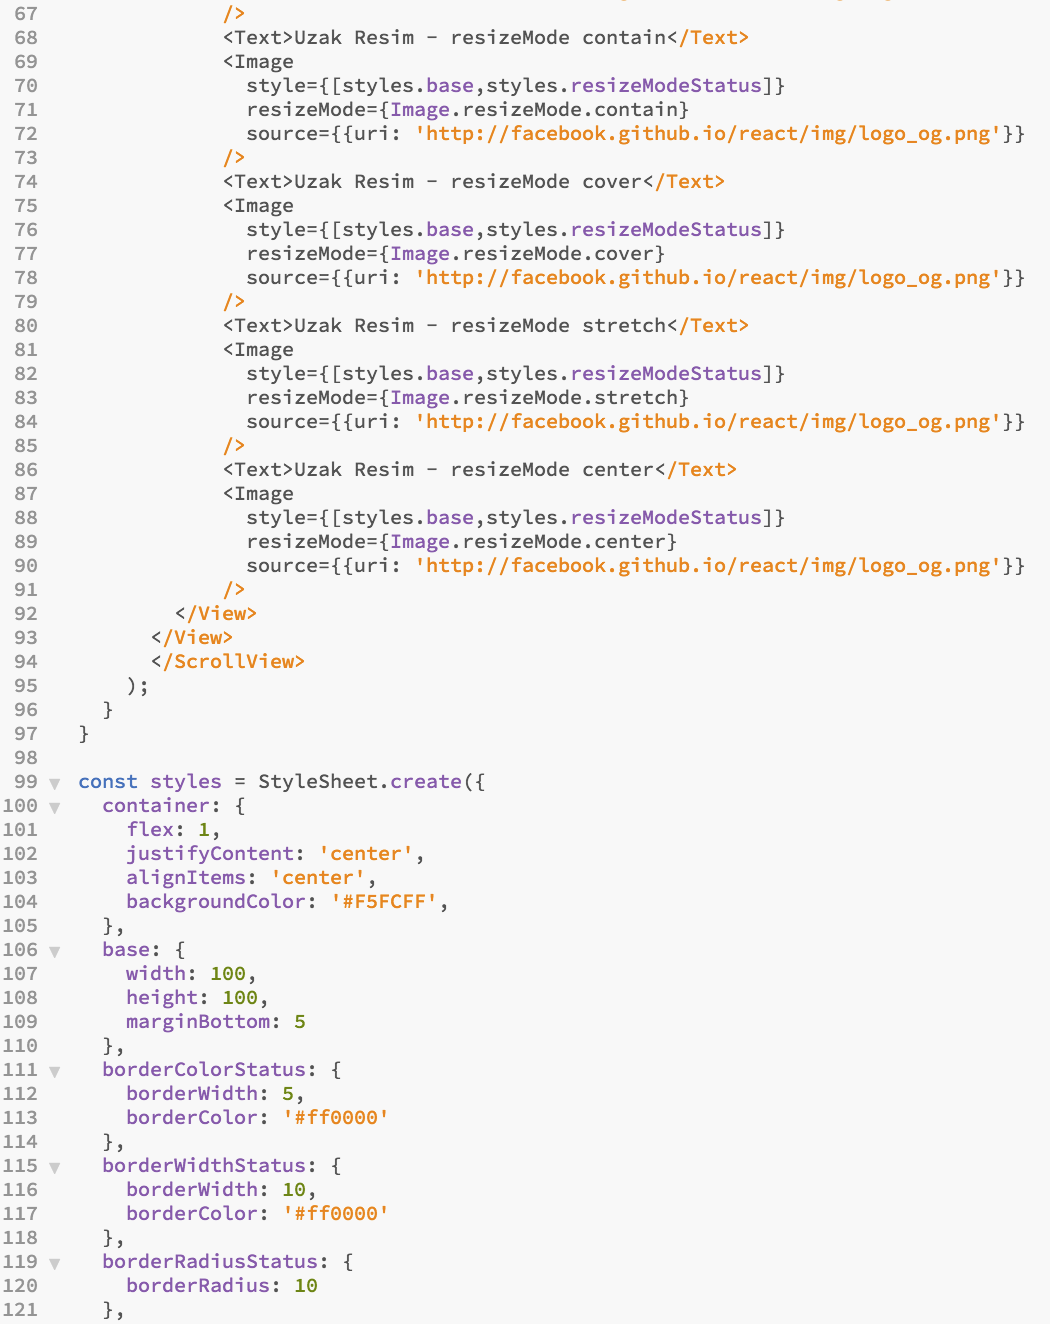 67 />
68 <Text>Uzak Resim - resizeMode contain</Text>
69 <Image
70 style={[styles.base,styles.resizeModeStatus]}
71 resizeMode={Image.resizeMode.contain}
72 source={{uri: 'http://facebook.github.io/react/img/logo_og.png'}}
73 />
74 <Text>Uzak Resim - resizeMode cover</Text>
75 <Image
76 style={[styles.base,styles.resizeModeStatus]}
77 resizeMode={Image.resizeMode.cover}
78 source={{uri: 'http://facebook.github.io/react/img/logo_og.png'}}
79 />
80 <Text>Uzak Resim - resizeMode stretch</Text>
81 <Image
82 style={[styles.base,styles.resizeModeStatus]}
83 resizeMode={Image.resizeMode.stretch}
84 source={{uri: 'http://facebook.github.io/react/img/logo_og.png'}}
85 />
86 <Text>Uzak Resim - resizeMode center</Text>
87 <Image
88 style={[styles.base,styles.resizeModeStatus]}
89 resizeMode={Image.resizeMode.center}
90 source={{uri: 'http://facebook.github.io/react/img/logo_og.png'}}
91 />
92 </View>
93 </View>
94 </ScrollView>
95 );
96 }
97 }
98
99 const styles = StyleSheet.create({
100 container: {
101 flex: 1,
102 justifyContent: 'center',
103 alignItems: 'center',
104 backgroundColor: '#F5FCFF',
105 },
106 base: {
107 width: 100,
108 height: 100,
109 marginBottom: 5
110 },
111 borderColorStatus: {
112 borderWidth: 5,
113 borderColor: '#ff0000'
114 },
115 borderWidthStatus: {
116 borderWidth: 10,
117 borderColor: '#ff0000'
118 },
119 borderRadiusStatus: {
120 borderRadius: 10
121 },